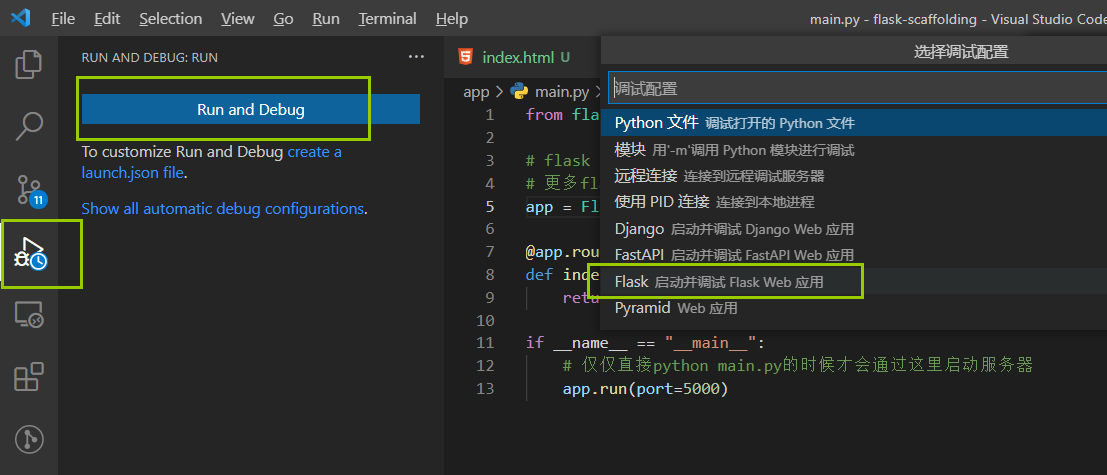 File Edit Selection View Go Run Terminal Help
main.py - flask-scaffolding - Visual Studio Code
RUN AND DEBUG: RUN ···
Run and Debug
To customize Run and Debug create a
launch.json file.
Show all automatic debug configurations.
11
index.html U
app > main.py >
1 from fla
2
3 # flask
4 # 更多fl
5 app = Fl
6
7 @app.rou
8 def inde
9 retu
10
11 if __name__ == "__main__":
12 # 仅仅直接python main.py的时候才会通过这里启动服务器
13 app.run(port=5000)
选择调试配置
调试配置
Python 文件 调试打开的 Python 文件
模块 用'-m'调用 Python 模块进行调试
远程连接 连接到远程调试服务器
使用 PID 连接 连接到本地进程
Django 启动并调试 Django Web 应用
FastAPI 启动并调试 FastAPI Web 应用
Flask 启动并调试 Flask Web 应用
Pyramid Web 应用